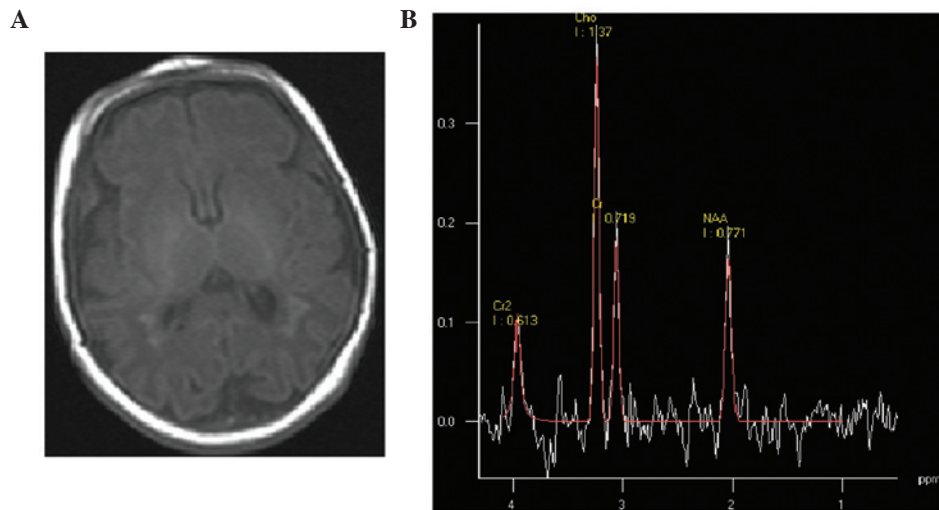 A
B
Cho
I : 1.37
0.3
Cr
0.719
0.2
NAA
I : 0.771
Cr2
I : 0.613
0.1
0.0
ppm
4
3
2
1